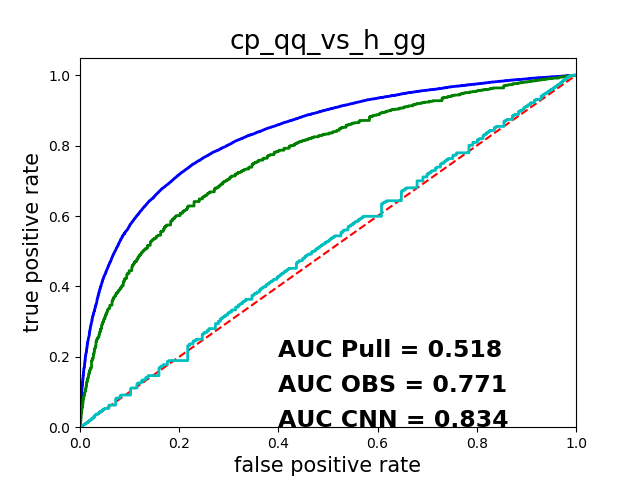 cp_qq_vs_h_gg
1.0
0.8
0.6
0.4
0.2
0.0
true positive rate
AUC Pull = 0.518
AUC OBS = 0.771
AUC CNN = 0.834
0.0 0.2 0.4 0.6 0.8 1.0
false positive rate